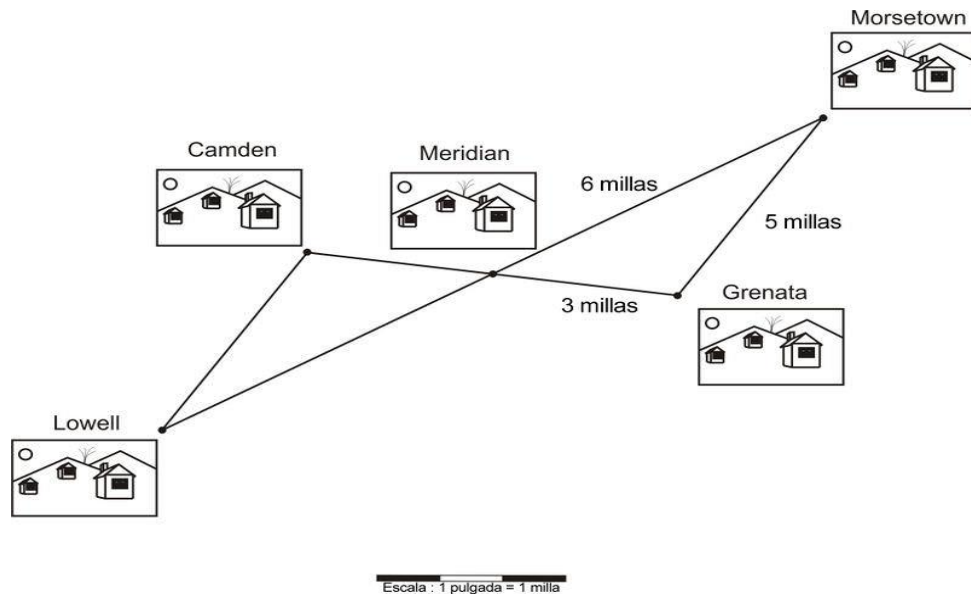 Morsetown
Camden
Meridian
6 millas
5 millas
3 millas
Grenata
Lowell
Escala : 1 pulgada = 1 milla